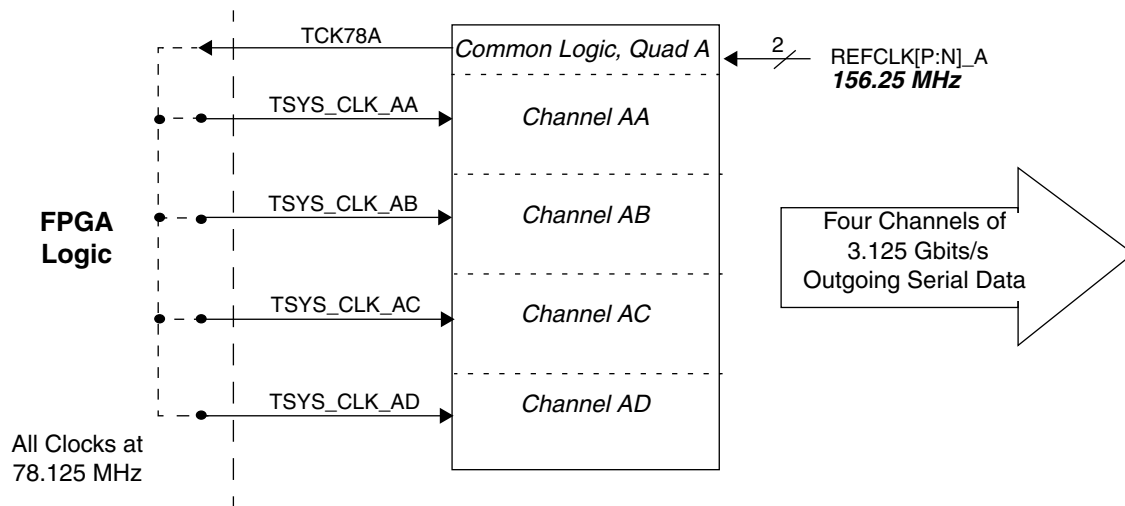 TCK78A
Common Logic, Quad A
2
REFCLK[P:N]_A
156.25 MHz
TSYS_CLK_AA
Channel AA
TSYS_CLK_AB
Channel AB
FPGA
Logic
Four Channels of
3.125 Gbits/s
Outgoing Serial Data
TSYS_CLK_AC
Channel AC
TSYS_CLK_AD
Channel AD
All Clocks at
78.125 MHz